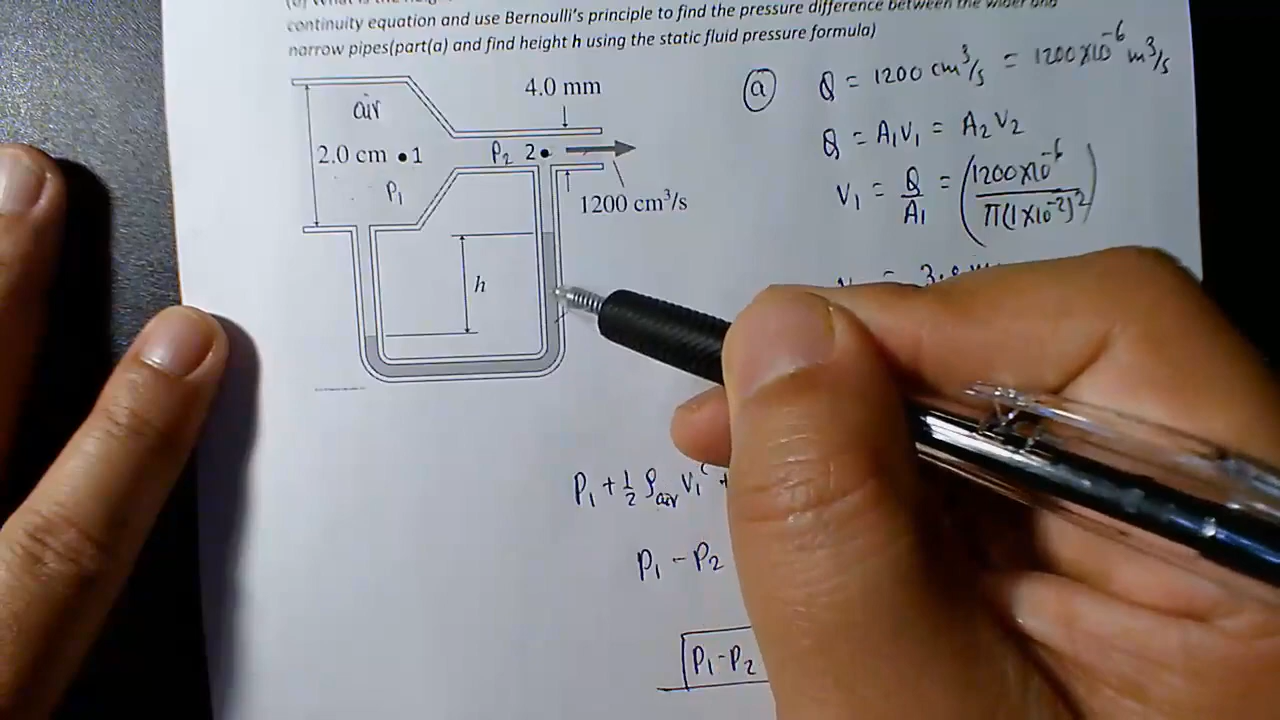 continuity equation and use Bernoulli's principle to find the pressure difference between the wider and
narrow pipes(part(a) and find height h using the static fluid pressure formula)
air
4.0 mm
2.0 cm •1
P₂ 2•
P₁
1200 cm³/s
h
ⓐ Q = 1200 cm³/s = 1200×10⁻⁶ m³/s
Q = A₁V₁ = A₂V₂
V₁ = Q/A₁ = (1200×10⁻⁶/π(1×10⁻²)²)
P₁ + ½ ρair V₁
P₁ - P₂
P₁-P₂